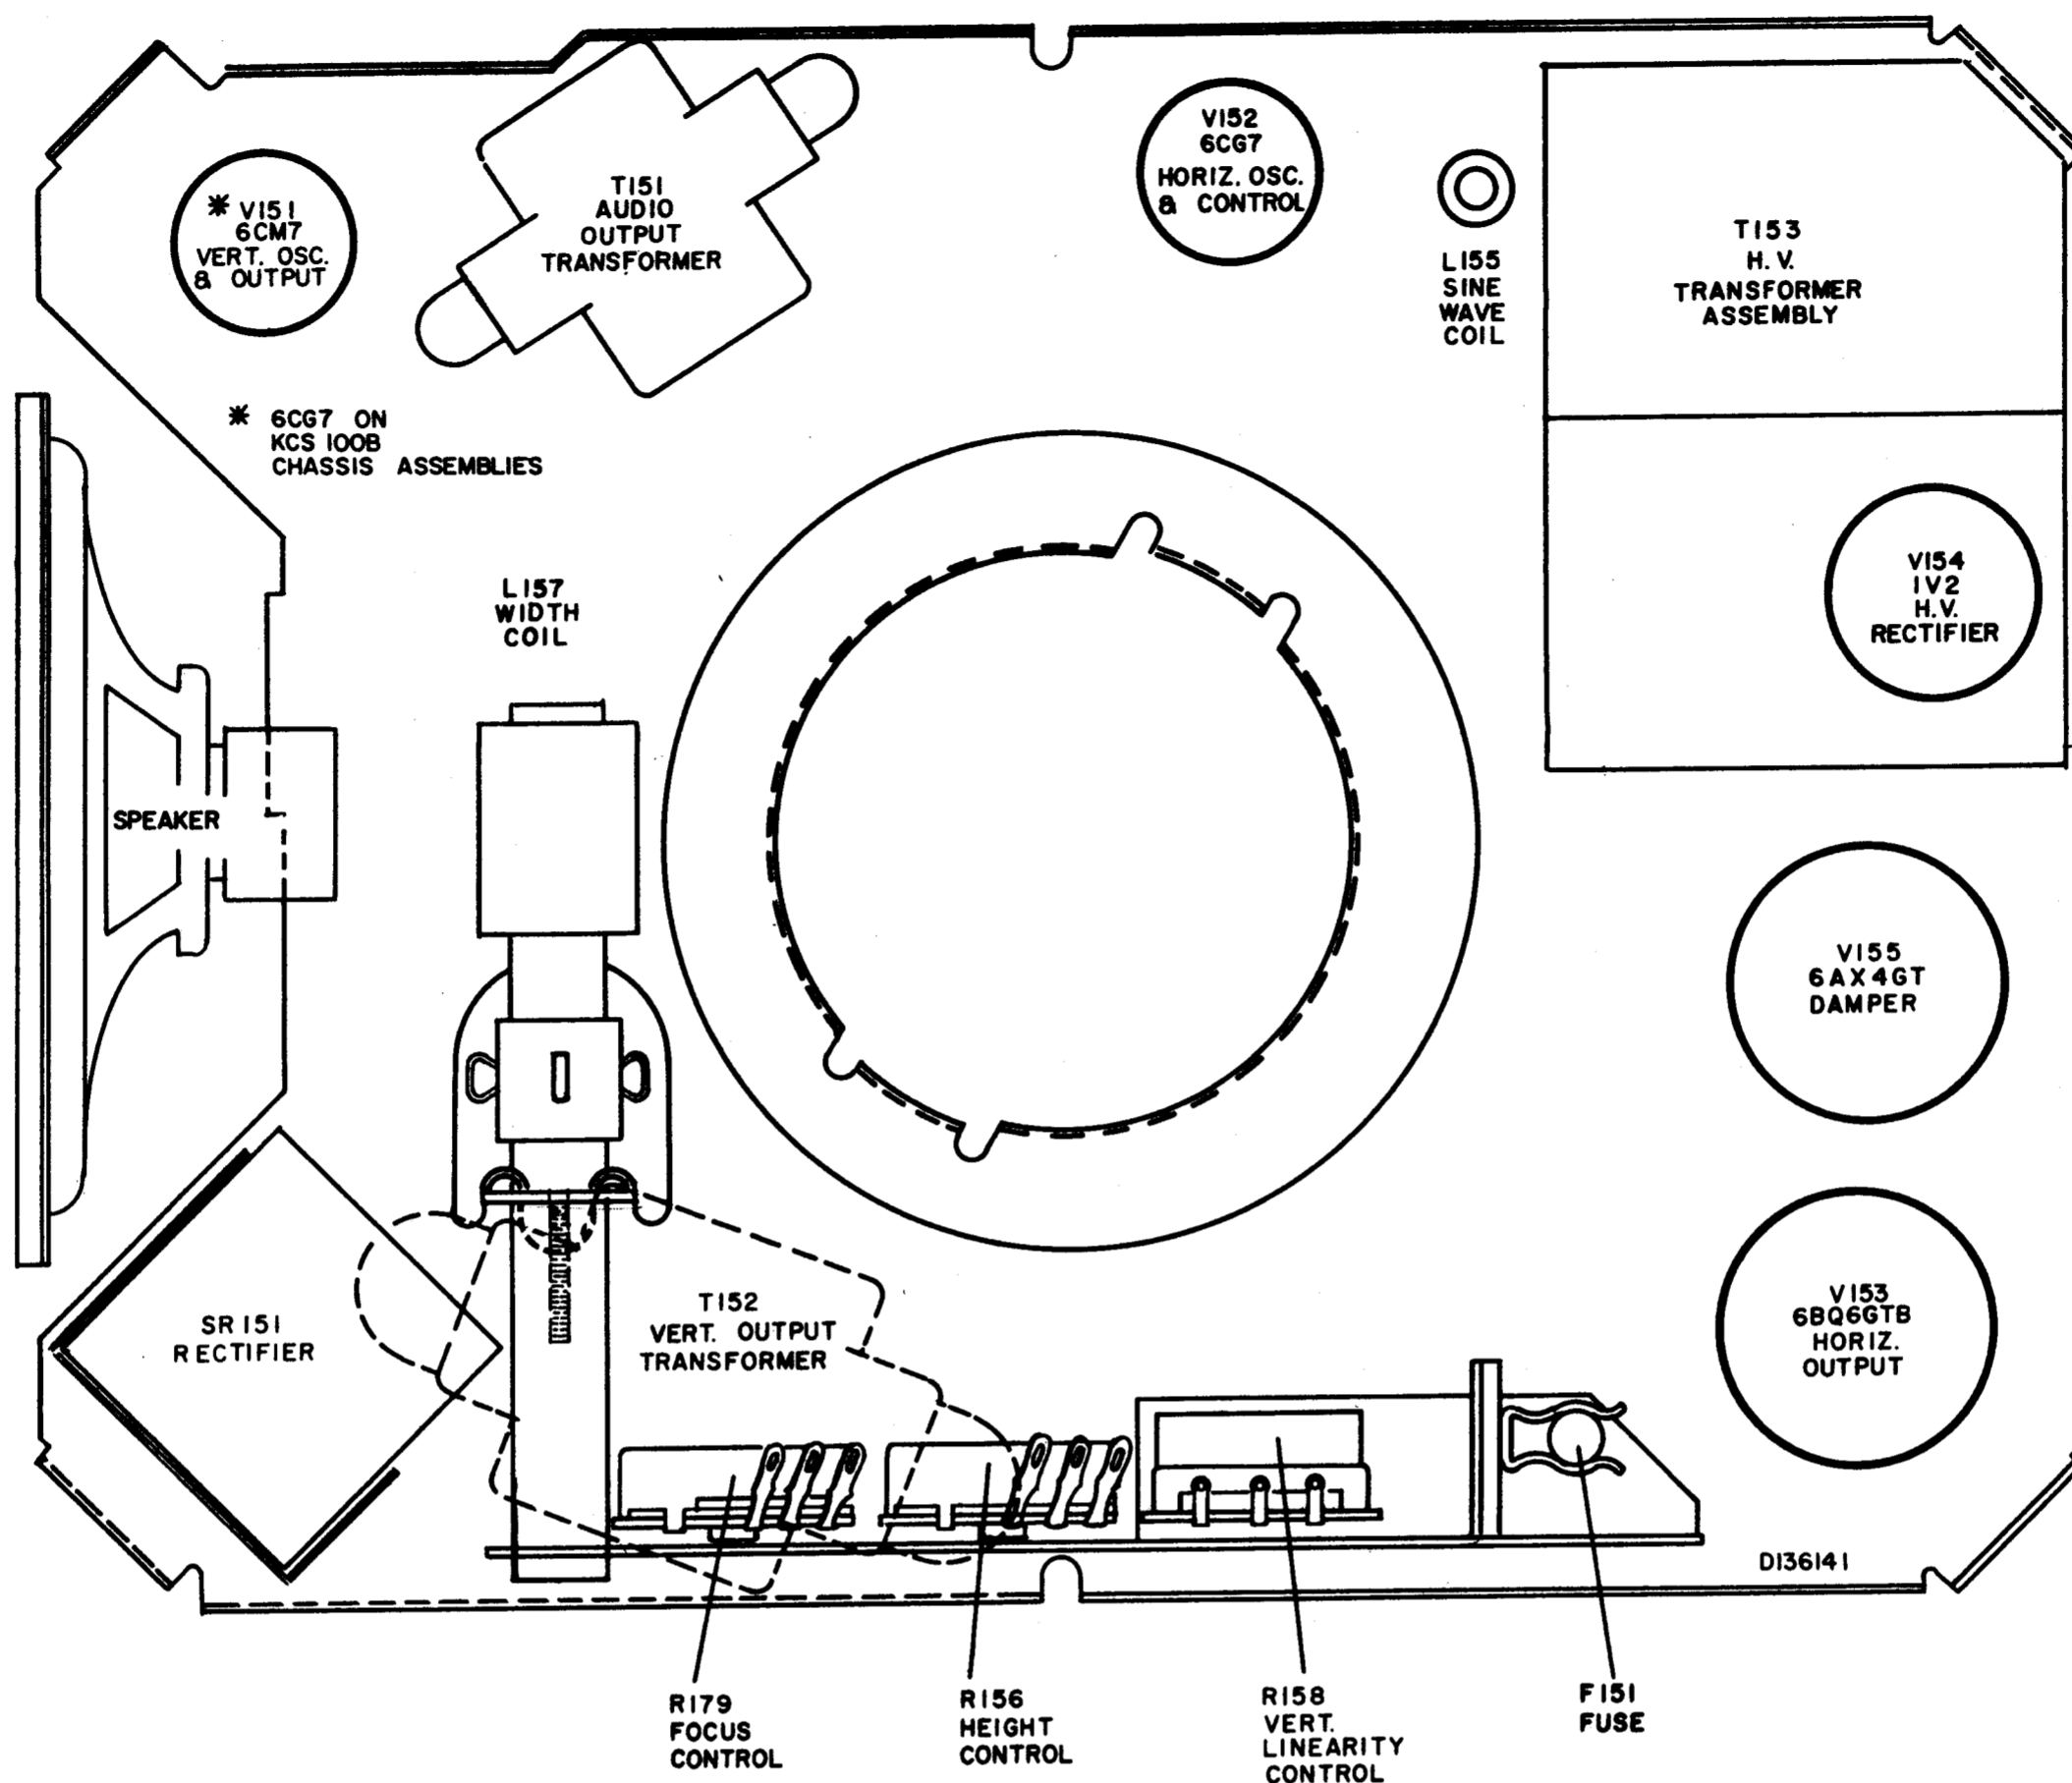 * V151
6CM7
VERT. OSC.
& OUTPUT
T151
AUDIO
OUTPUT
TRANSFORMER
V152
6CG7
HORIZ. OSC.
& CONTROL
L155
SINE
WAVE
COIL
T153
H.V.
TRANSFORMER
ASSEMBLY
* 6CG7 ON
KCS 100B
CHASSIS ASSEMBLIES
L157
WIDTH
COIL
V154
1V2
H.V.
RECTIFIER
SPEAKER
V155
6AX4GT
DAMPER
SR151
RECTIFIER
T152
VERT. OUTPUT
TRANSFORMER
V153
6BQ6GTB
HORIZ.
OUTPUT
D136141
R179
FOCUS
CONTROL
R156
HEIGHT
CONTROL
R158
VERT.
LINEARITY
CONTROL
F151
FUSE